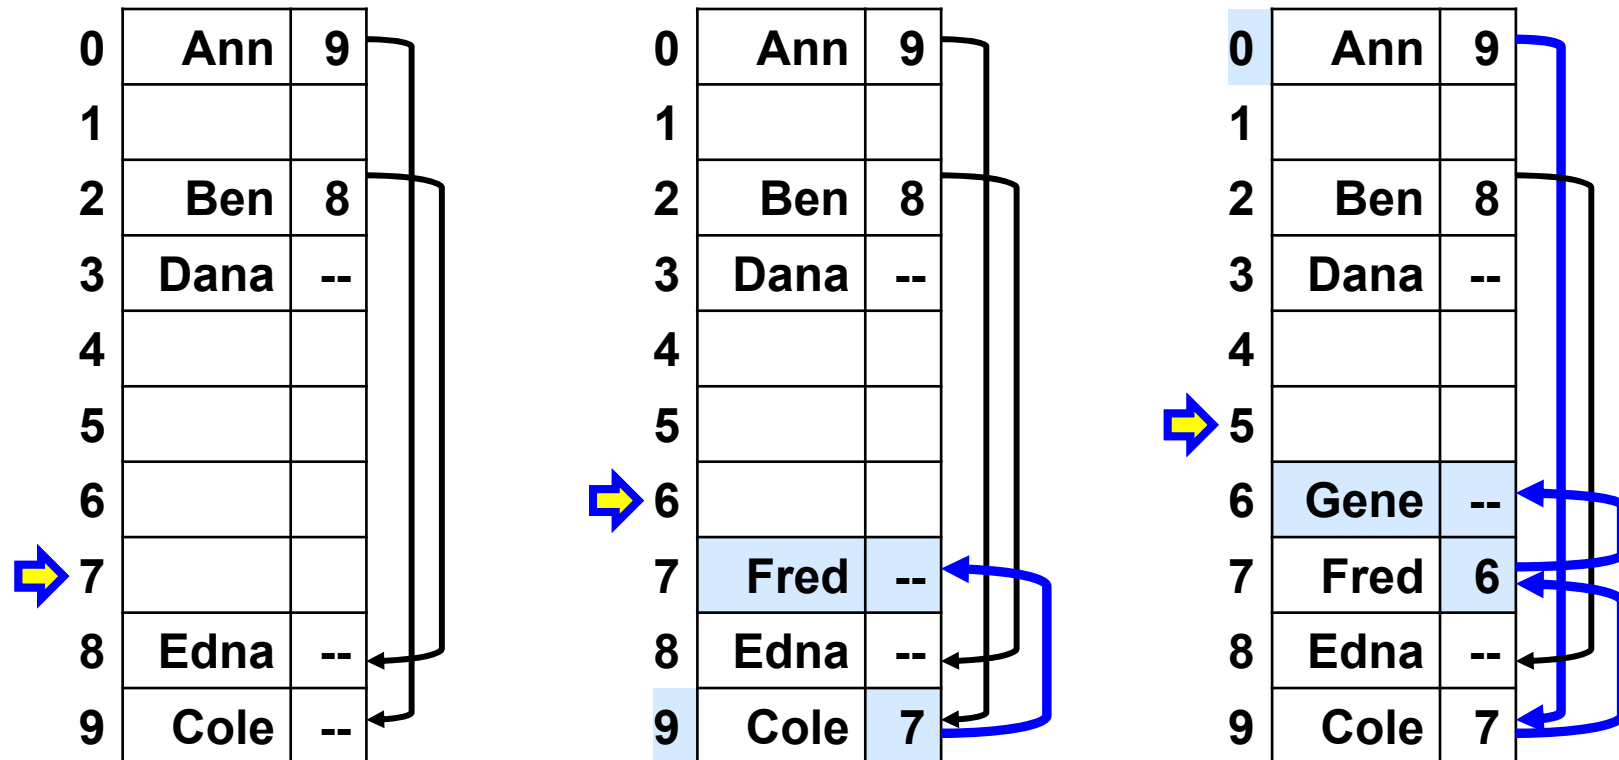 0 Ann 9
1
2 Ben 8
3 Dana --
4
5
6
7
8 Edna --
9 Cole --
0 Ann 9
1
2 Ben 8
3 Dana --
4
5
6
7 Fred --
8 Edna --
9 Cole 7
0 Ann 9
1
2 Ben 8
3 Dana --
4
5
6 Gene --
7 Fred 6
8 Edna --
9 Cole 7